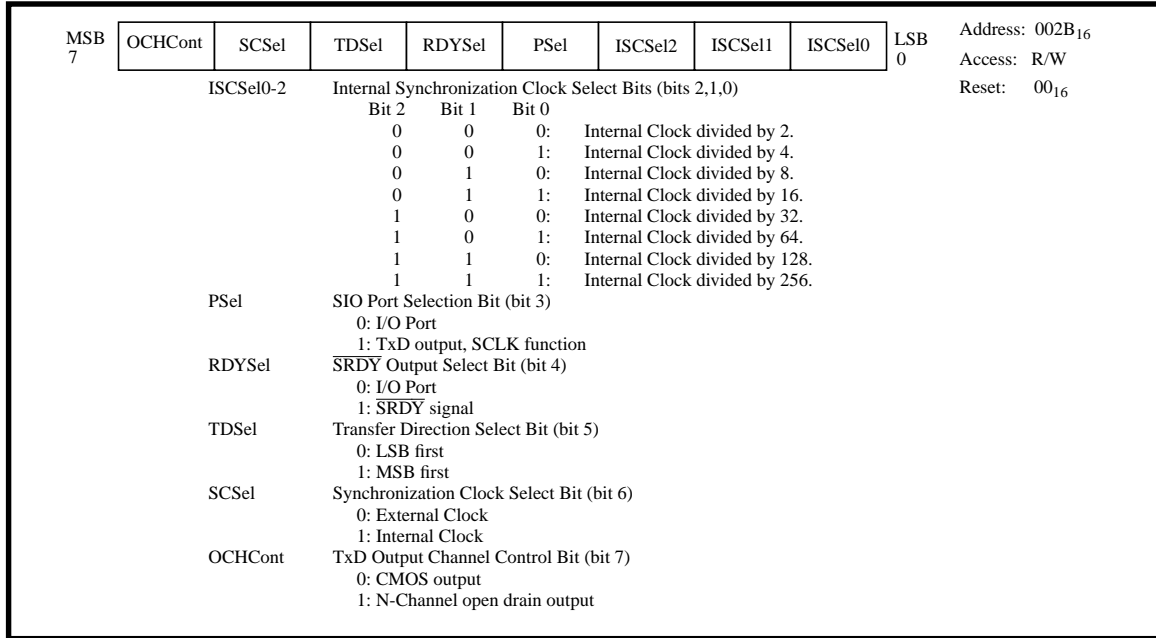 MSB OCHCont SCSel TDSel RDYSel PSel ISCSel2 ISCSel1 ISCSel0 LSB Address: 002B16
7 0 Access: R/W
ISCSel0-2 Internal Synchronization Clock Select Bits (bits 2,1,0) Reset: 0016
Bit 2 Bit 1 Bit 0
0 0 0: Internal Clock divided by 2.
0 0 1: Internal Clock divided by 4.
0 1 0: Internal Clock divided by 8.
0 1 1: Internal Clock divided by 16.
1 0 0: Internal Clock divided by 32.
1 0 1: Internal Clock divided by 64.
1 1 0: Internal Clock divided by 128.
1 1 1: Internal Clock divided by 256.
PSel SIO Port Selection Bit (bit 3)
0: I/O Port
1: TxD output, SCLK function
RDYSel SRDY Output Select Bit (bit 4)
0: I/O Port
1: SRDY signal
TDSel Transfer Direction Select Bit (bit 5)
0: LSB first
1: MSB first
SCSel Synchronization Clock Select Bit (bit 6)
0: External Clock
1: Internal Clock
OCHCont TxD Output Channel Control Bit (bit 7)
0: CMOS output
1: N-Channel open drain output